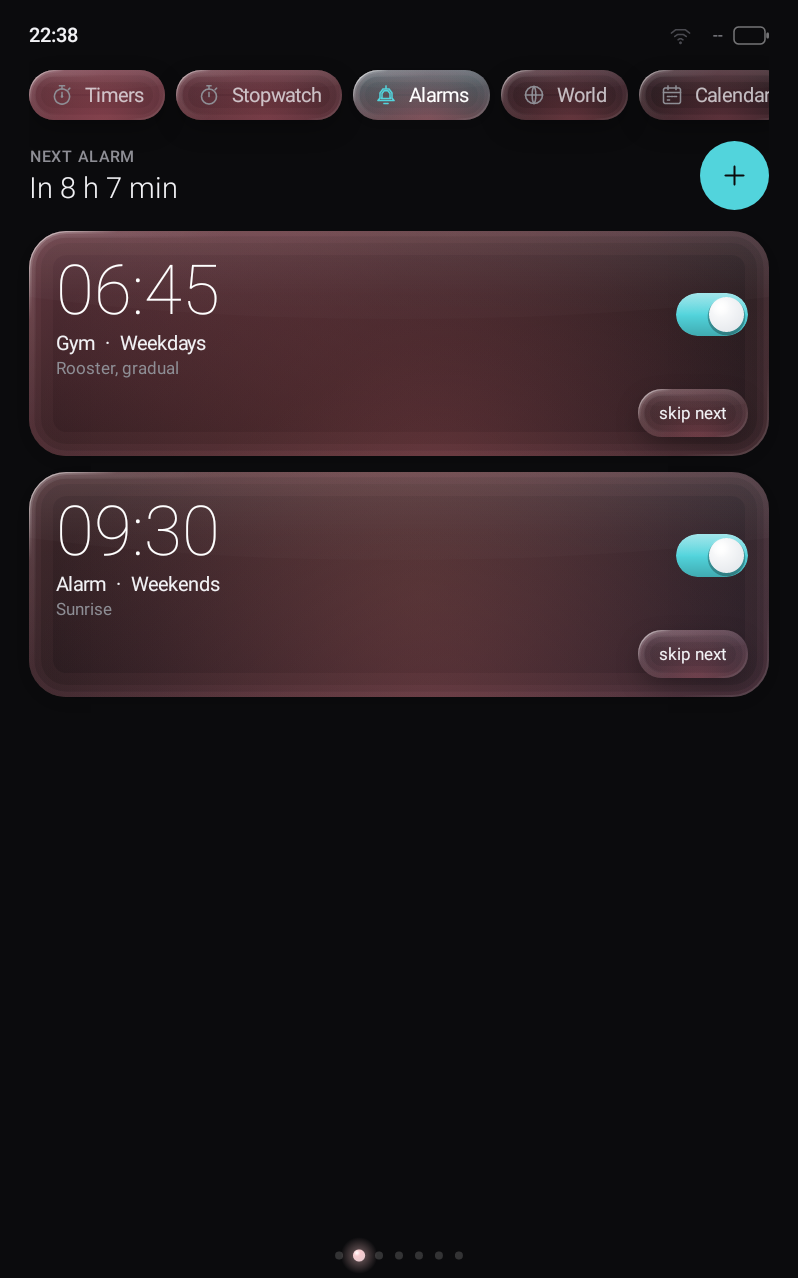 22:38
--
Timers
Stopwatch
Alarms
World
Calendar
NEXT ALARM
In 8 h 7 min
+
06:45
Gym · Weekdays
Rooster, gradual
skip next
09:30
Alarm · Weekends
Sunrise
skip next